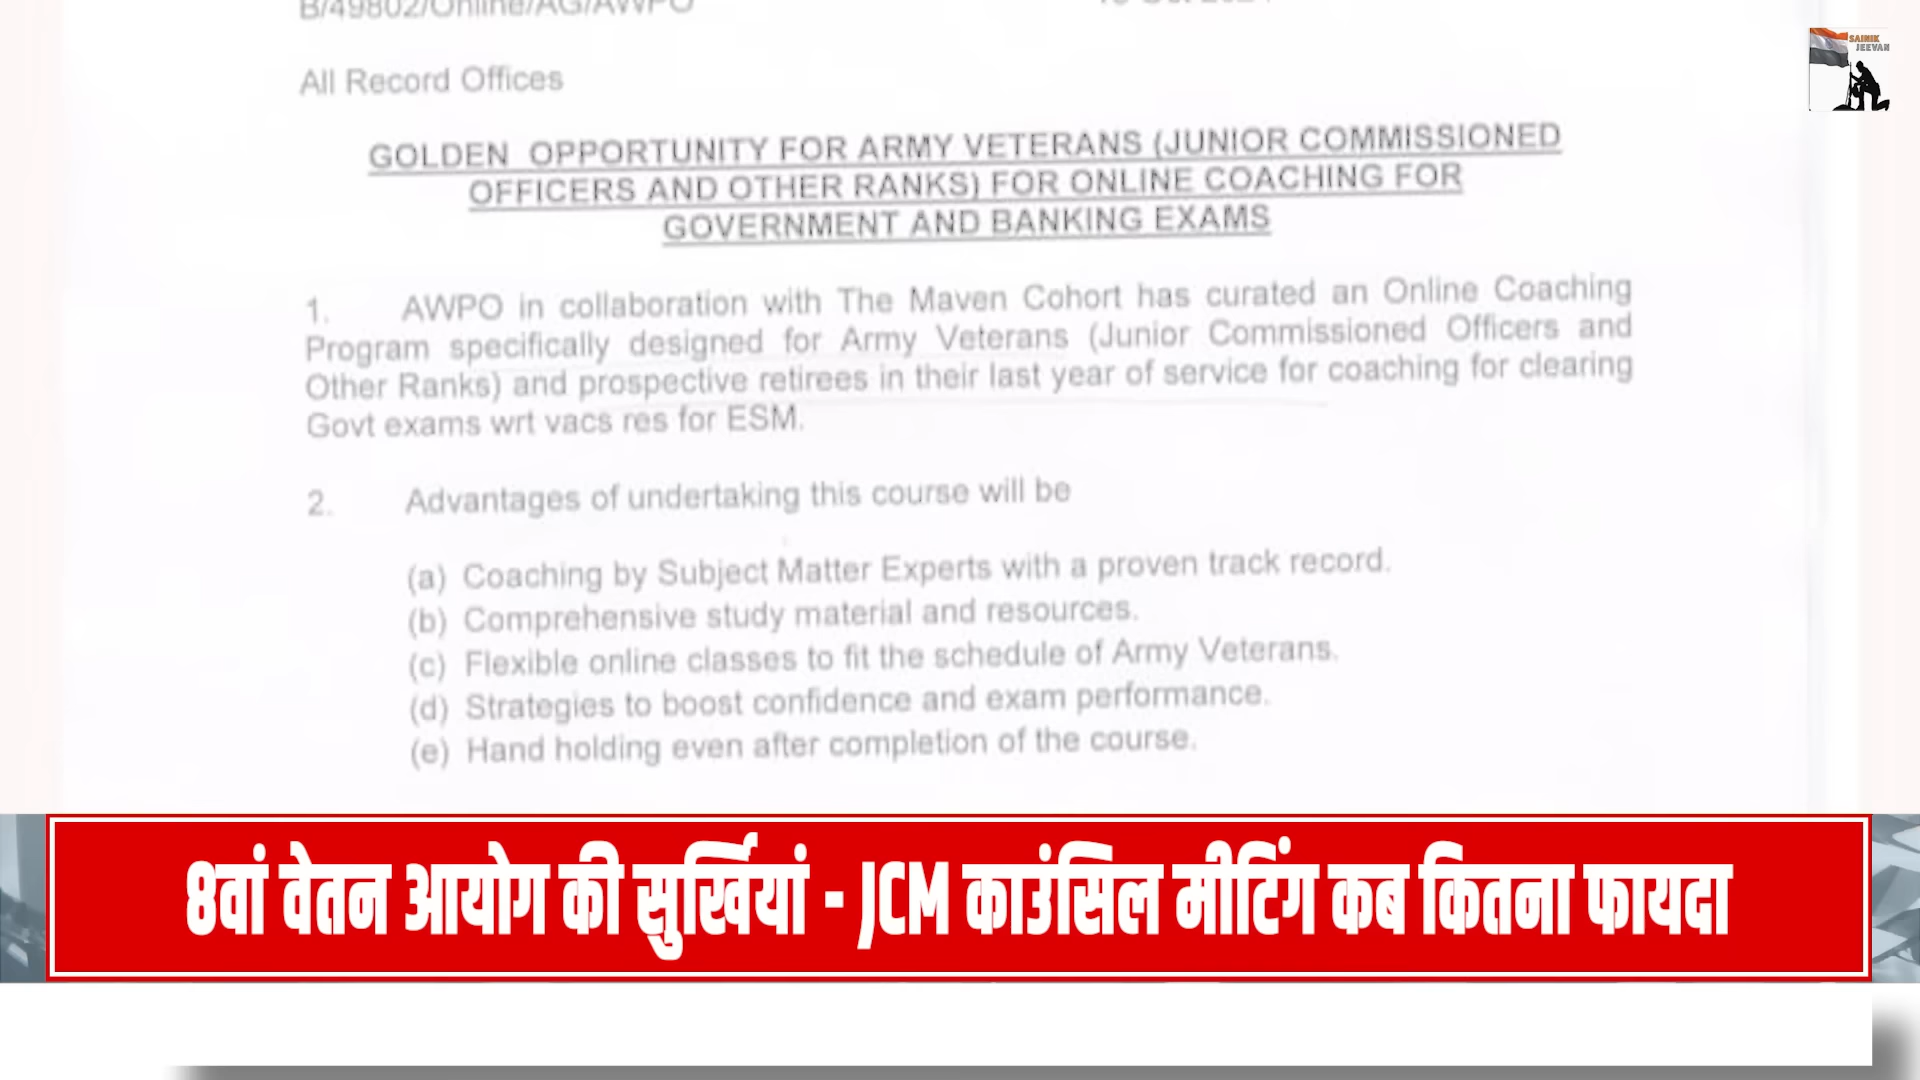 B/49802/Online/AG/AWPO
All Record Offices
SAINIK
JEEVAN
GOLDEN OPPORTUNITY FOR ARMY VETERANS (JUNIOR COMMISSIONED
OFFICERS AND OTHER RANKS) FOR ONLINE COACHING FOR
GOVERNMENT AND BANKING EXAMS
1. AWPO in collaboration with The Maven Cohort has curated an Online Coaching
Program specifically designed for Army Veterans (Junior Commissioned Officers and
Other Ranks) and prospective retirees in their last year of service for coaching for clearing
Govt exams wrt vacs res for ESM.
2. Advantages of undertaking this course will be
(a) Coaching by Subject Matter Experts with a proven track record.
(b) Comprehensive study material and resources.
(c) Flexible online classes to fit the schedule of Army Veterans.
(d) Strategies to boost confidence and exam performance.
(e) Hand holding even after completion of the course.
8वां वेतन आयोग की सुर्खियां - JCM काउंसिल मीटिंग कब कितना फायदा